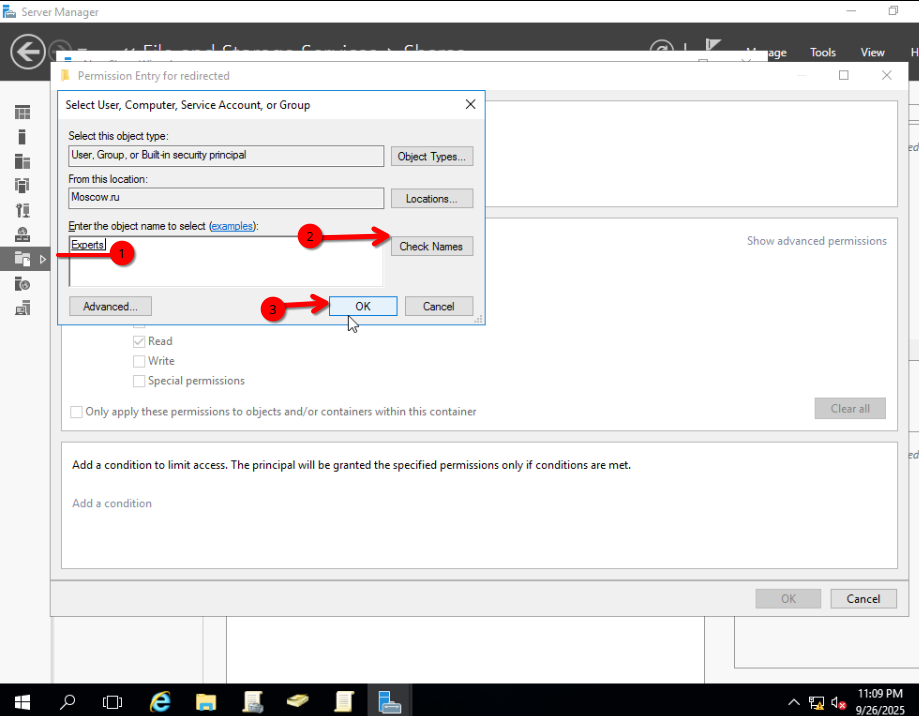 Server Manager
File and Storage Services
Shares
Manage Tools View H
Permission Entry for redirected
Select User, Computer, Service Account, or Group
Select this object type:
User, Group, or Built-in security principal
Object Types...
From this location:
Moscow.ru
Locations...
Enter the object name to select (examples):
Experts
1
2
Check Names
Advanced...
3
OK
Cancel
Show advanced permissions
Read
Write
Special permissions
Only apply these permissions to objects and/or containers within this container
Clear all
Add a condition to limit access. The principal will be granted the specified permissions only if conditions are met.
Add a condition
OK
Cancel
11:09 PM
9/26/2025